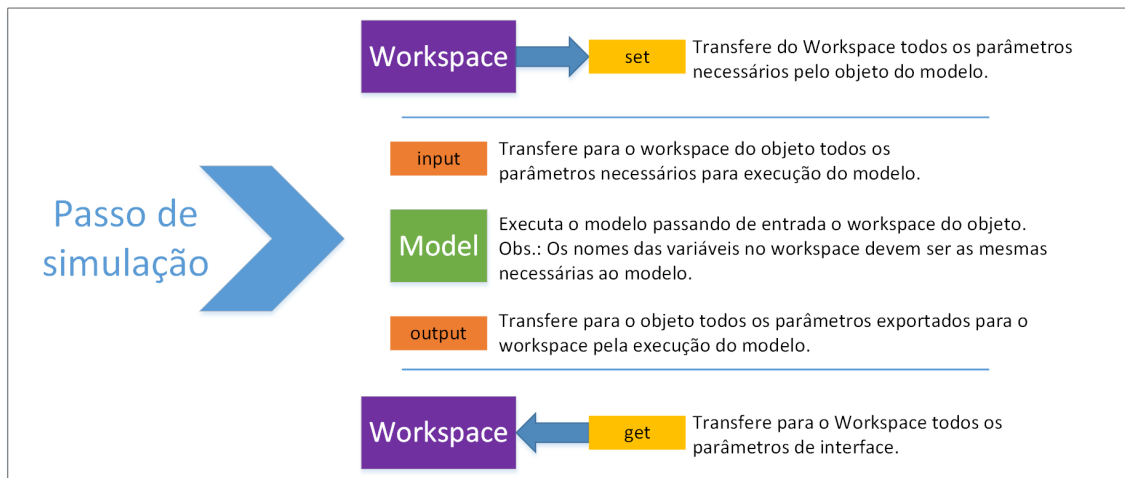 Workspace
set
Transfere do Workspace todos os parâmetros
necessários pelo objeto do modelo.
Passo de
simulação
input
Transfere para o workspace do objeto todos os
parâmetros necessários para execução do modelo.
Model
Executa o modelo passando de entrada o workspace do objeto.
Obs.: Os nomes das variáveis no workspace devem ser as mesmas
necessárias ao modelo.
output
Transfere para o objeto todos os parâmetros exportados para o
workspace pela execução do modelo.
Workspace
get
Transfere para o Workspace todos os
parâmetros de interface.